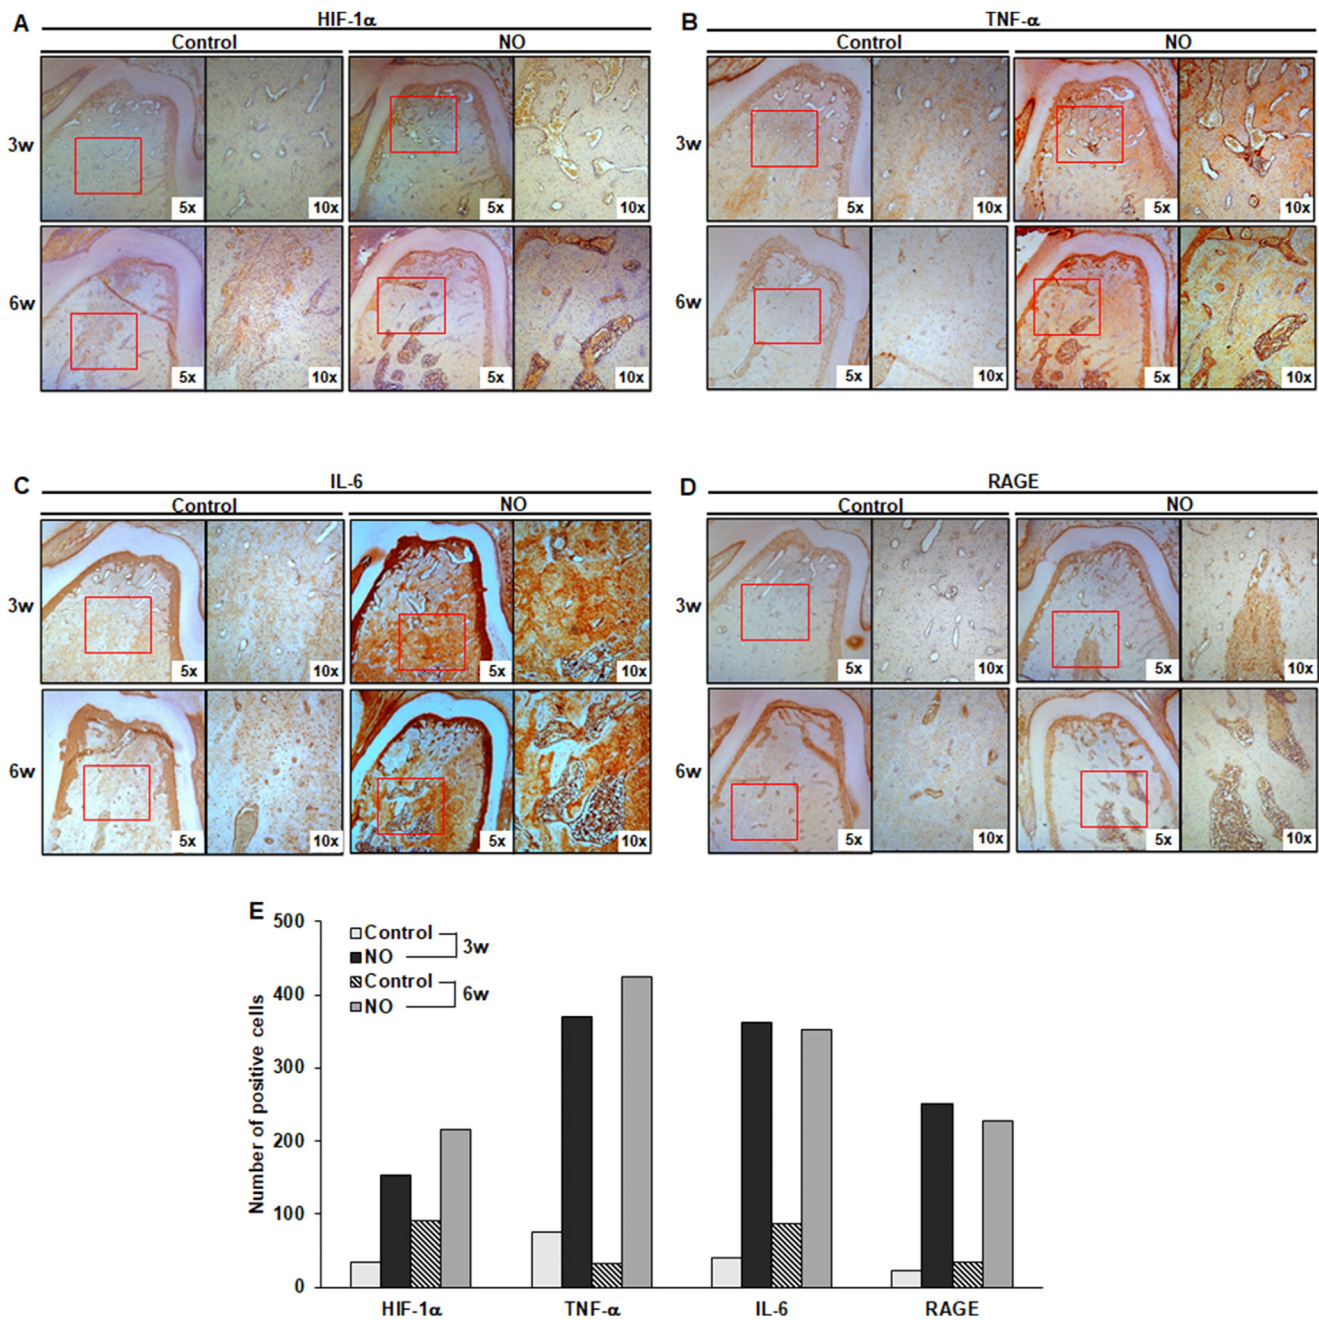 A HIF-1α
Control NO
3w 5x 10x 5x 10x
6w 5x 10x 5x 10x
B TNF-α
Control NO
3w 5x 10x 5x 10x
6w 5x 10x 5x 10x
C IL-6
Control NO
3w 5x 10x 5x 10x
6w 5x 10x 5x 10x
D RAGE
Control NO
3w 5x 10x 5x 10x
6w 5x 10x 5x 10x
E
Number of positive cells
500
400
300
200
100
0
Control
NO
3w
Control
NO
6w
HIF-1α TNF-α IL-6 RAGE